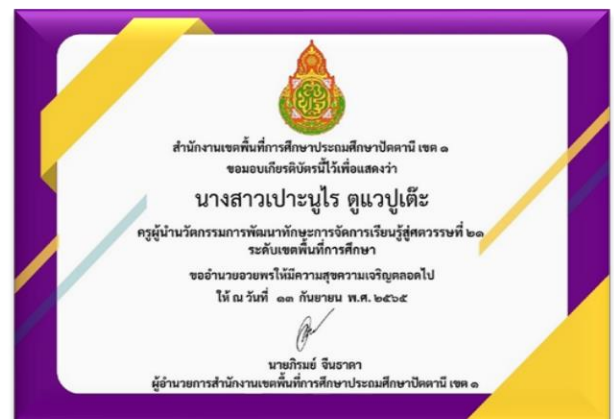 สำนักงานเขตพื้นที่การศึกษาประถมศึกษาปัตตานี เขต ๑
ขอมอบเกียรติบัตรนี้ไว้เพื่อแสดงว่า
นางสาวเปาะนูไร ตูแวปูเต๊ะ
ครูผู้นำนวัตกรรมการพัฒนาทักษะการจัดการเรียนรู้สู่ศตวรรษที่ ๒๑
ระดับเขตพื้นที่การศึกษา
ขออำนวยอวยพรให้มีความสุขความเจริญตลอดไป
ให้ ณ วันที่ ๑๓ กันยายน พ.ศ. ๒๕๖๕
นายภิรมย์ จีนธาดา
ผู้อำนวยการสำนักงานเขตพื้นที่การศึกษาประถมศึกษาปัตตานี เขต ๑